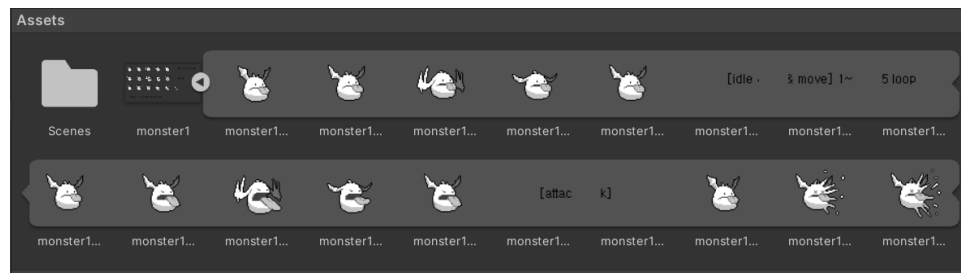 Assets
[idle & move] 1~ 5 loop
Scenes monster1 monster1... monster1... monster1... monster1... monster1... monster1... monster1... monster1...
[attac k]
monster1... monster1... monster1... monster1... monster1... monster1... monster1... monster1... monster1... monster1...